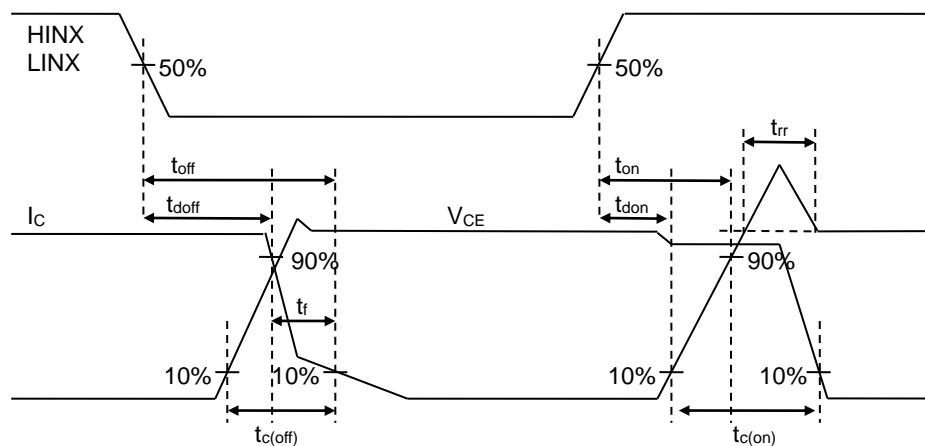 HINX
LINX
50%
50%
trr
toff
ton
tdoff
tdon
IC
VCE
90%
90%
tf
10%
10%
10%
10%
tc(off)
tc(on)